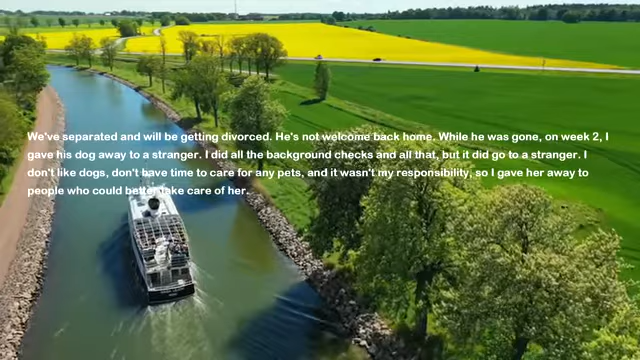 We've separated and will be getting divorced. He's not welcome back home. While he was gone, on week 2, I
gave his dog away to a stranger. I did all the background checks and all that, but it did go to a stranger. I
don't like dogs, don't have time to care for any pets, and it wasn't my responsibility, so I gave her away to
people who could better take care of her.